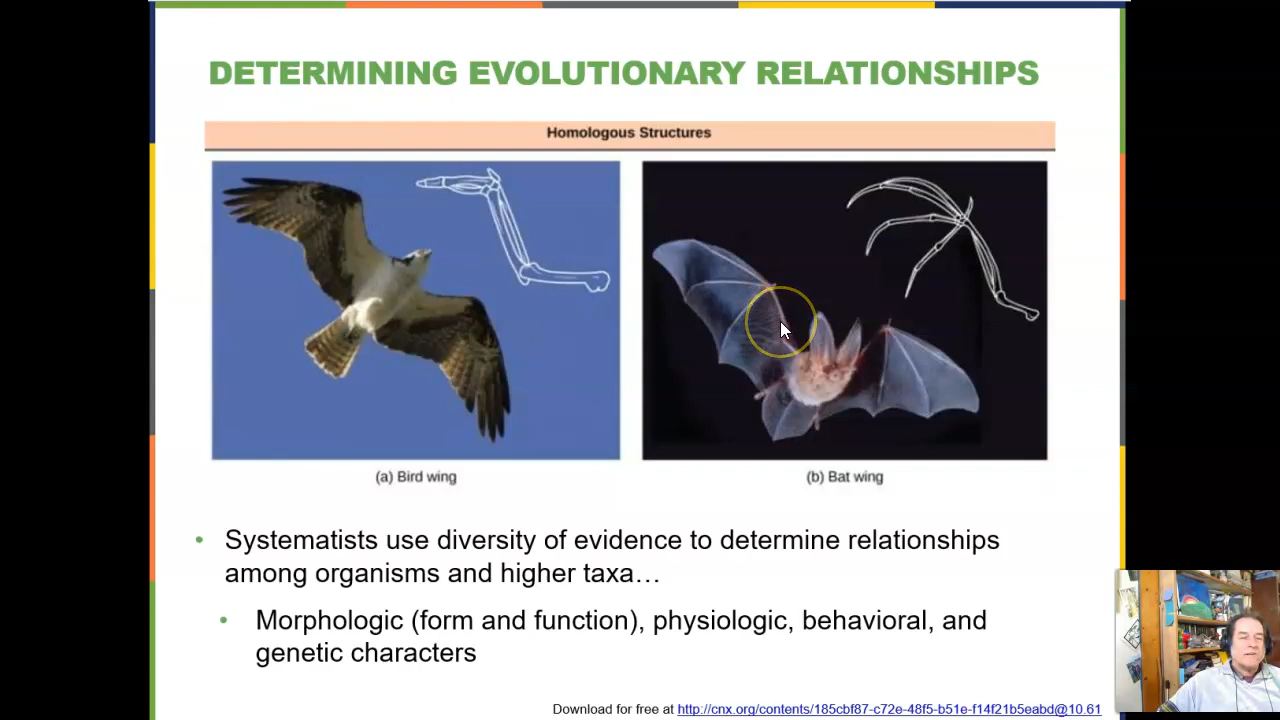 DETERMINING EVOLUTIONARY RELATIONSHIPS
Homologous Structures
(a) Bird wing
(b) Bat wing
• Systematists use diversity of evidence to determine relationships
among organisms and higher taxa…
• Morphologic (form and function), physiologic, behavioral, and
genetic characters
Download for free at http://cnx.org/contents/185cbf87-c72e-48f5-b51e-f14f21b5eabd@10.61